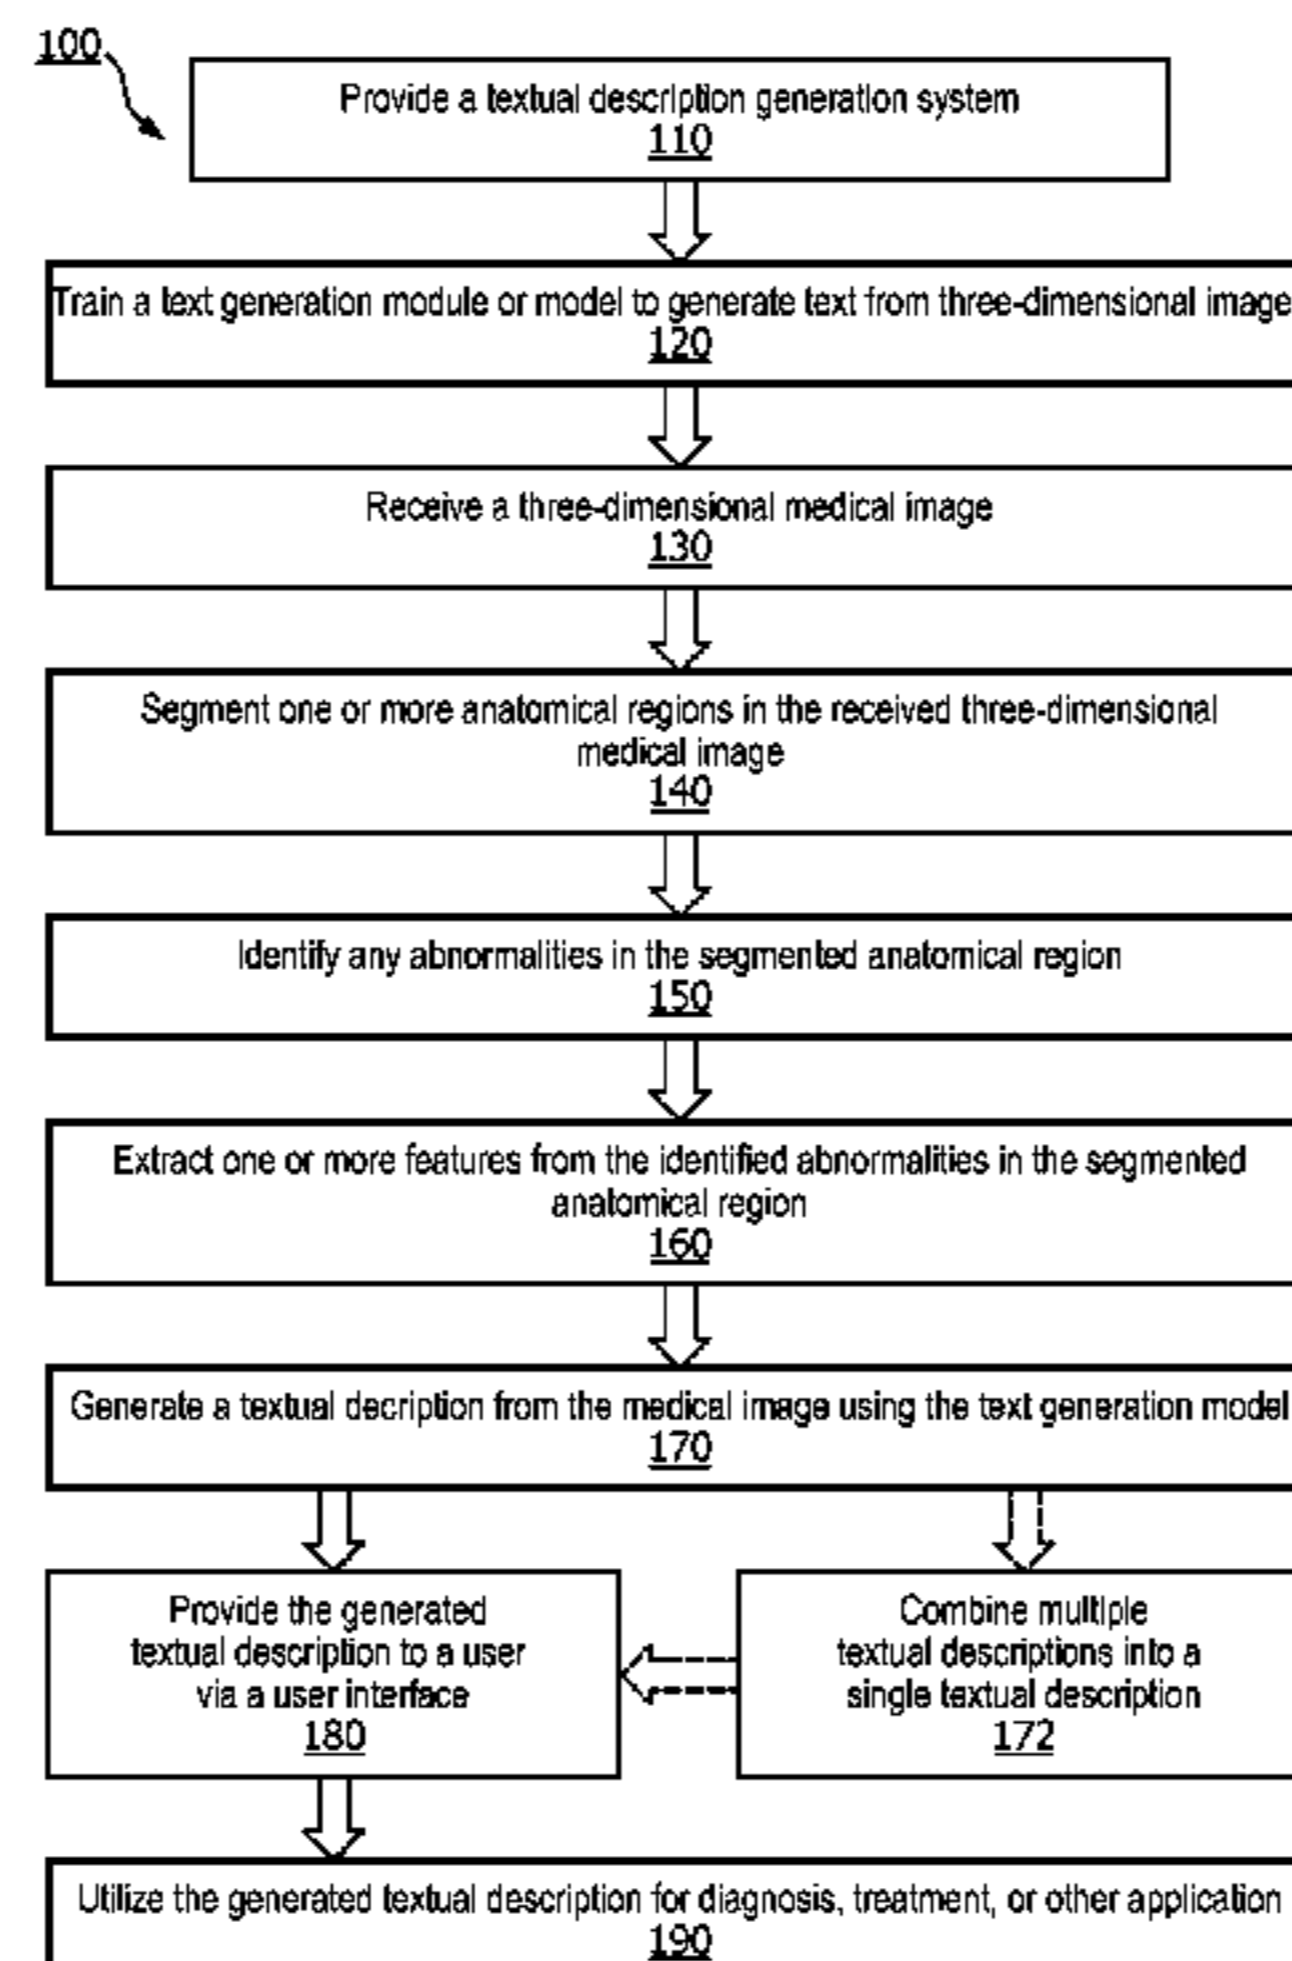 100
Provide a textual description generation system
110
Train a text generation module or model to generate text from three-dimensional image
120
Receive a three-dimensional medical image
130
Segment one or more anatomical regions in the received three-dimensional
medical image
140
Identify any abnormalities in the segmented anatomical region
150
Extract one or more features from the identified abnormalities in the segmented
anatomical region
160
Generate a textual decription from the medical image using the text generation model
170
Provide the generated
textual description to a user
via a user interface
180
Combine multiple
textual descriptions into a
single textual description
172
Utilize the generated textual description for diagnosis, treatment, or other application
190